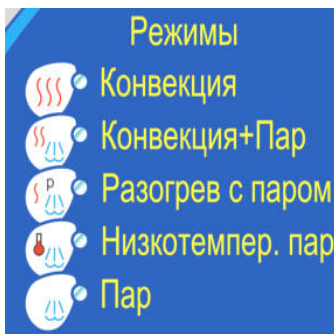 Режимы
Конвекция
Конвекция+Пар
р
Разогрев с паром
Низкотемпер. пар
Пар